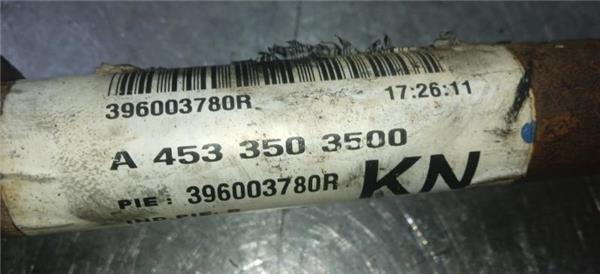 396003780R 17:26:11
A 453 350 3500
PIE : 396003780R KN